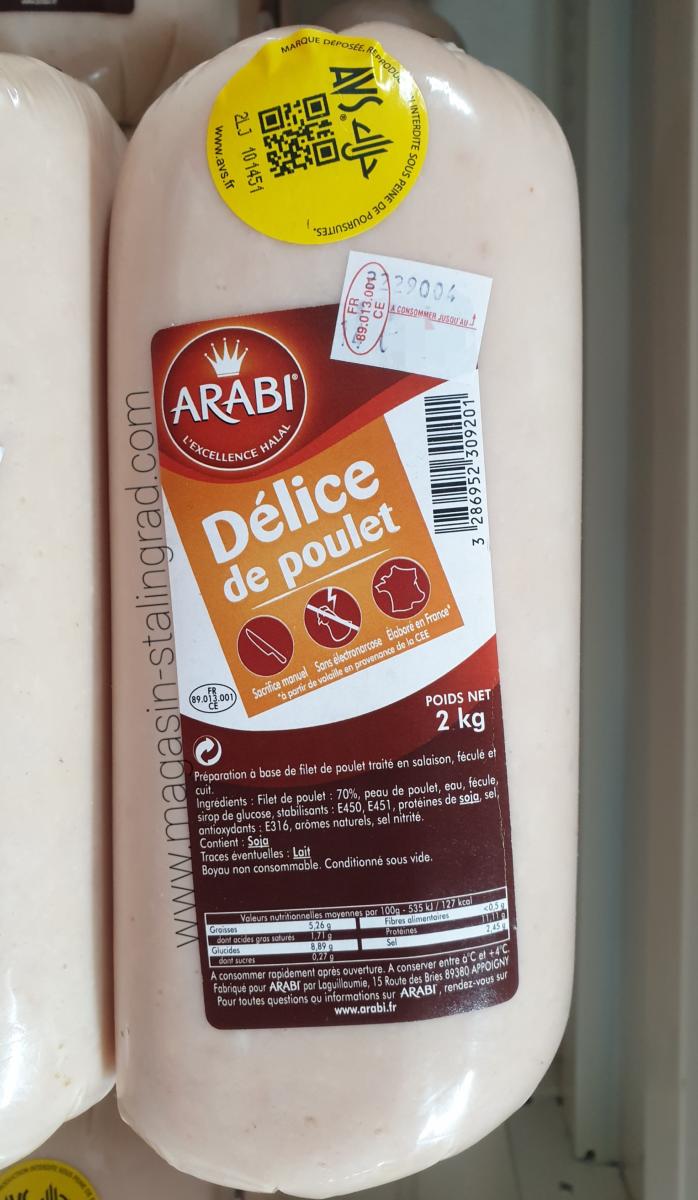 MARQUE DÉPOSÉE, REPRODUCTION INTERDITE SOUS PEINE DE POURSUITES.
AVS®
حلال
2LJ 101451
www.avs.fr
3229004
FR
89.013.001
CE
A CONSOMMER JUSQU'AU
ARABI®
L'EXCELLENCE HALAL
Délice
de poulet
3 286952 309201
Sacrifice manuel Sans électronarcose Élaboré en France*
*à partir de volaille en provenance de la CEE
FR
89.013.001
CE
POIDS NET
2 kg
Préparation à base de filet de poulet traité en salaison, féculé et
cuit.
Ingrédients : Filet de poulet : 70%, peau de poulet, eau, fécule,
sirop de glucose, stabilisants : E450, E451, protéines de soja, sel,
antioxydants : E316, arômes naturels, sel nitrité.
Contient : Soja
Traces éventuelles : Lait
Boyau non consommable. Conditionné sous vide.
Valeurs nutritionnelles moyennes par 100g - 535 kJ / 127 kcal
Graisses 5,26 g Fibres alimentaires <0.5 g
dont acides gras saturés 1,71 g Protéines 11,11 g
Glucides 8,89 g Sel 2,45 g
dont sucres 0,27 g
A consommer rapidement après ouverture. A conserver entre 0°C et +4°C.
Fabriqué pour ARABI par Laguillaumie, 15 Route des Bries 89380 APPOIGNY
Pour toutes questions ou informations sur ARABI, rendez-vous sur
www.arabi.fr
www.magasin-stalingrad.com